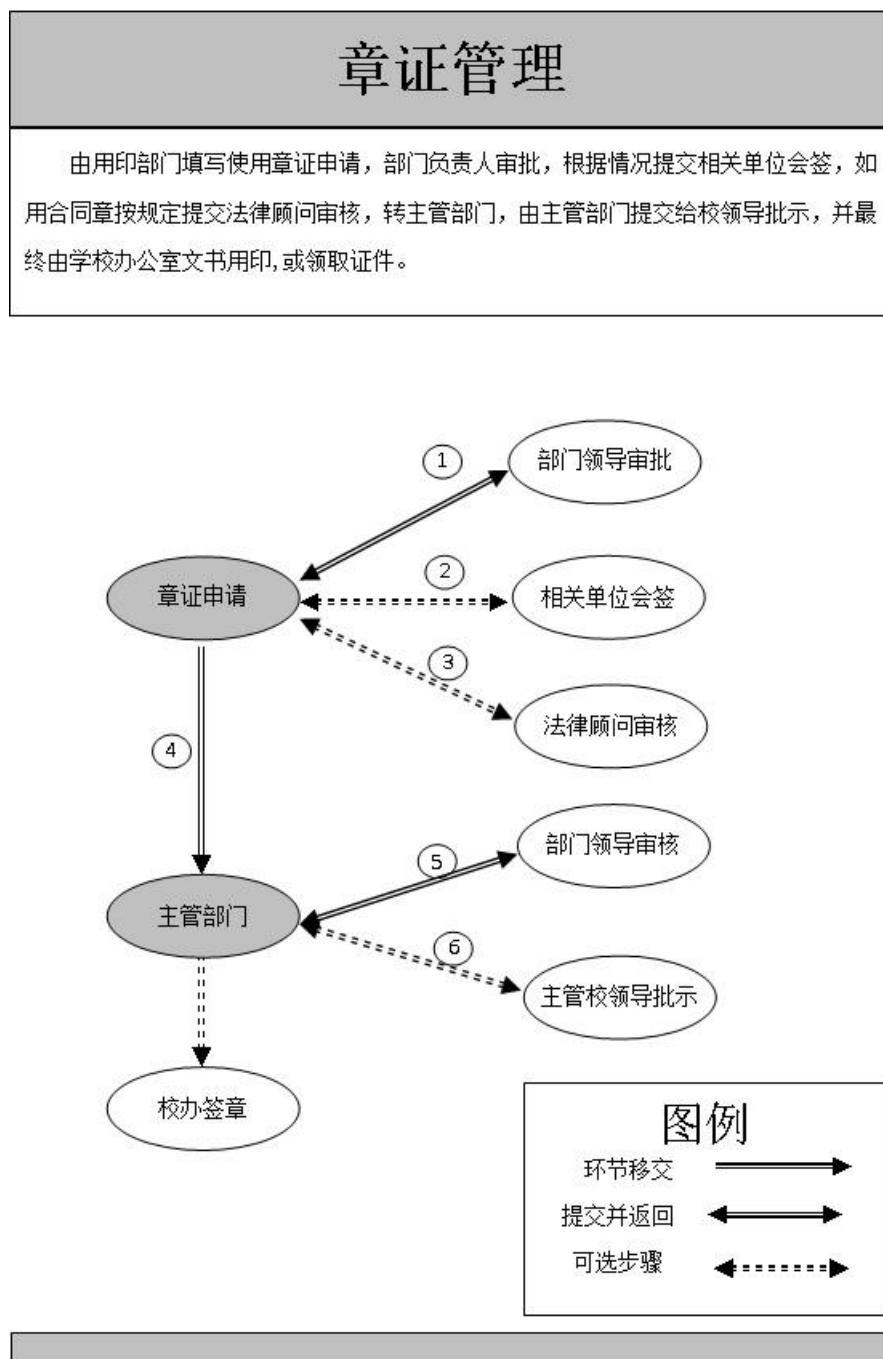 章证管理
由用印部门填写使用章证申请，部门负责人审批，根据情况提交相关单位会签，如
用合同章按规定提交法律顾问审核，转主管部门，由主管部门提交给校领导批示，并最
终由学校办公室文书用印,或领取证件。
1
部门领导审批
2
章证申请
相关单位会签
3
法律顾问审核
4
部门领导审核
5
主管部门
6
主管校领导批示
校办签章
图例
环节移交
提交并返回
可选步骤